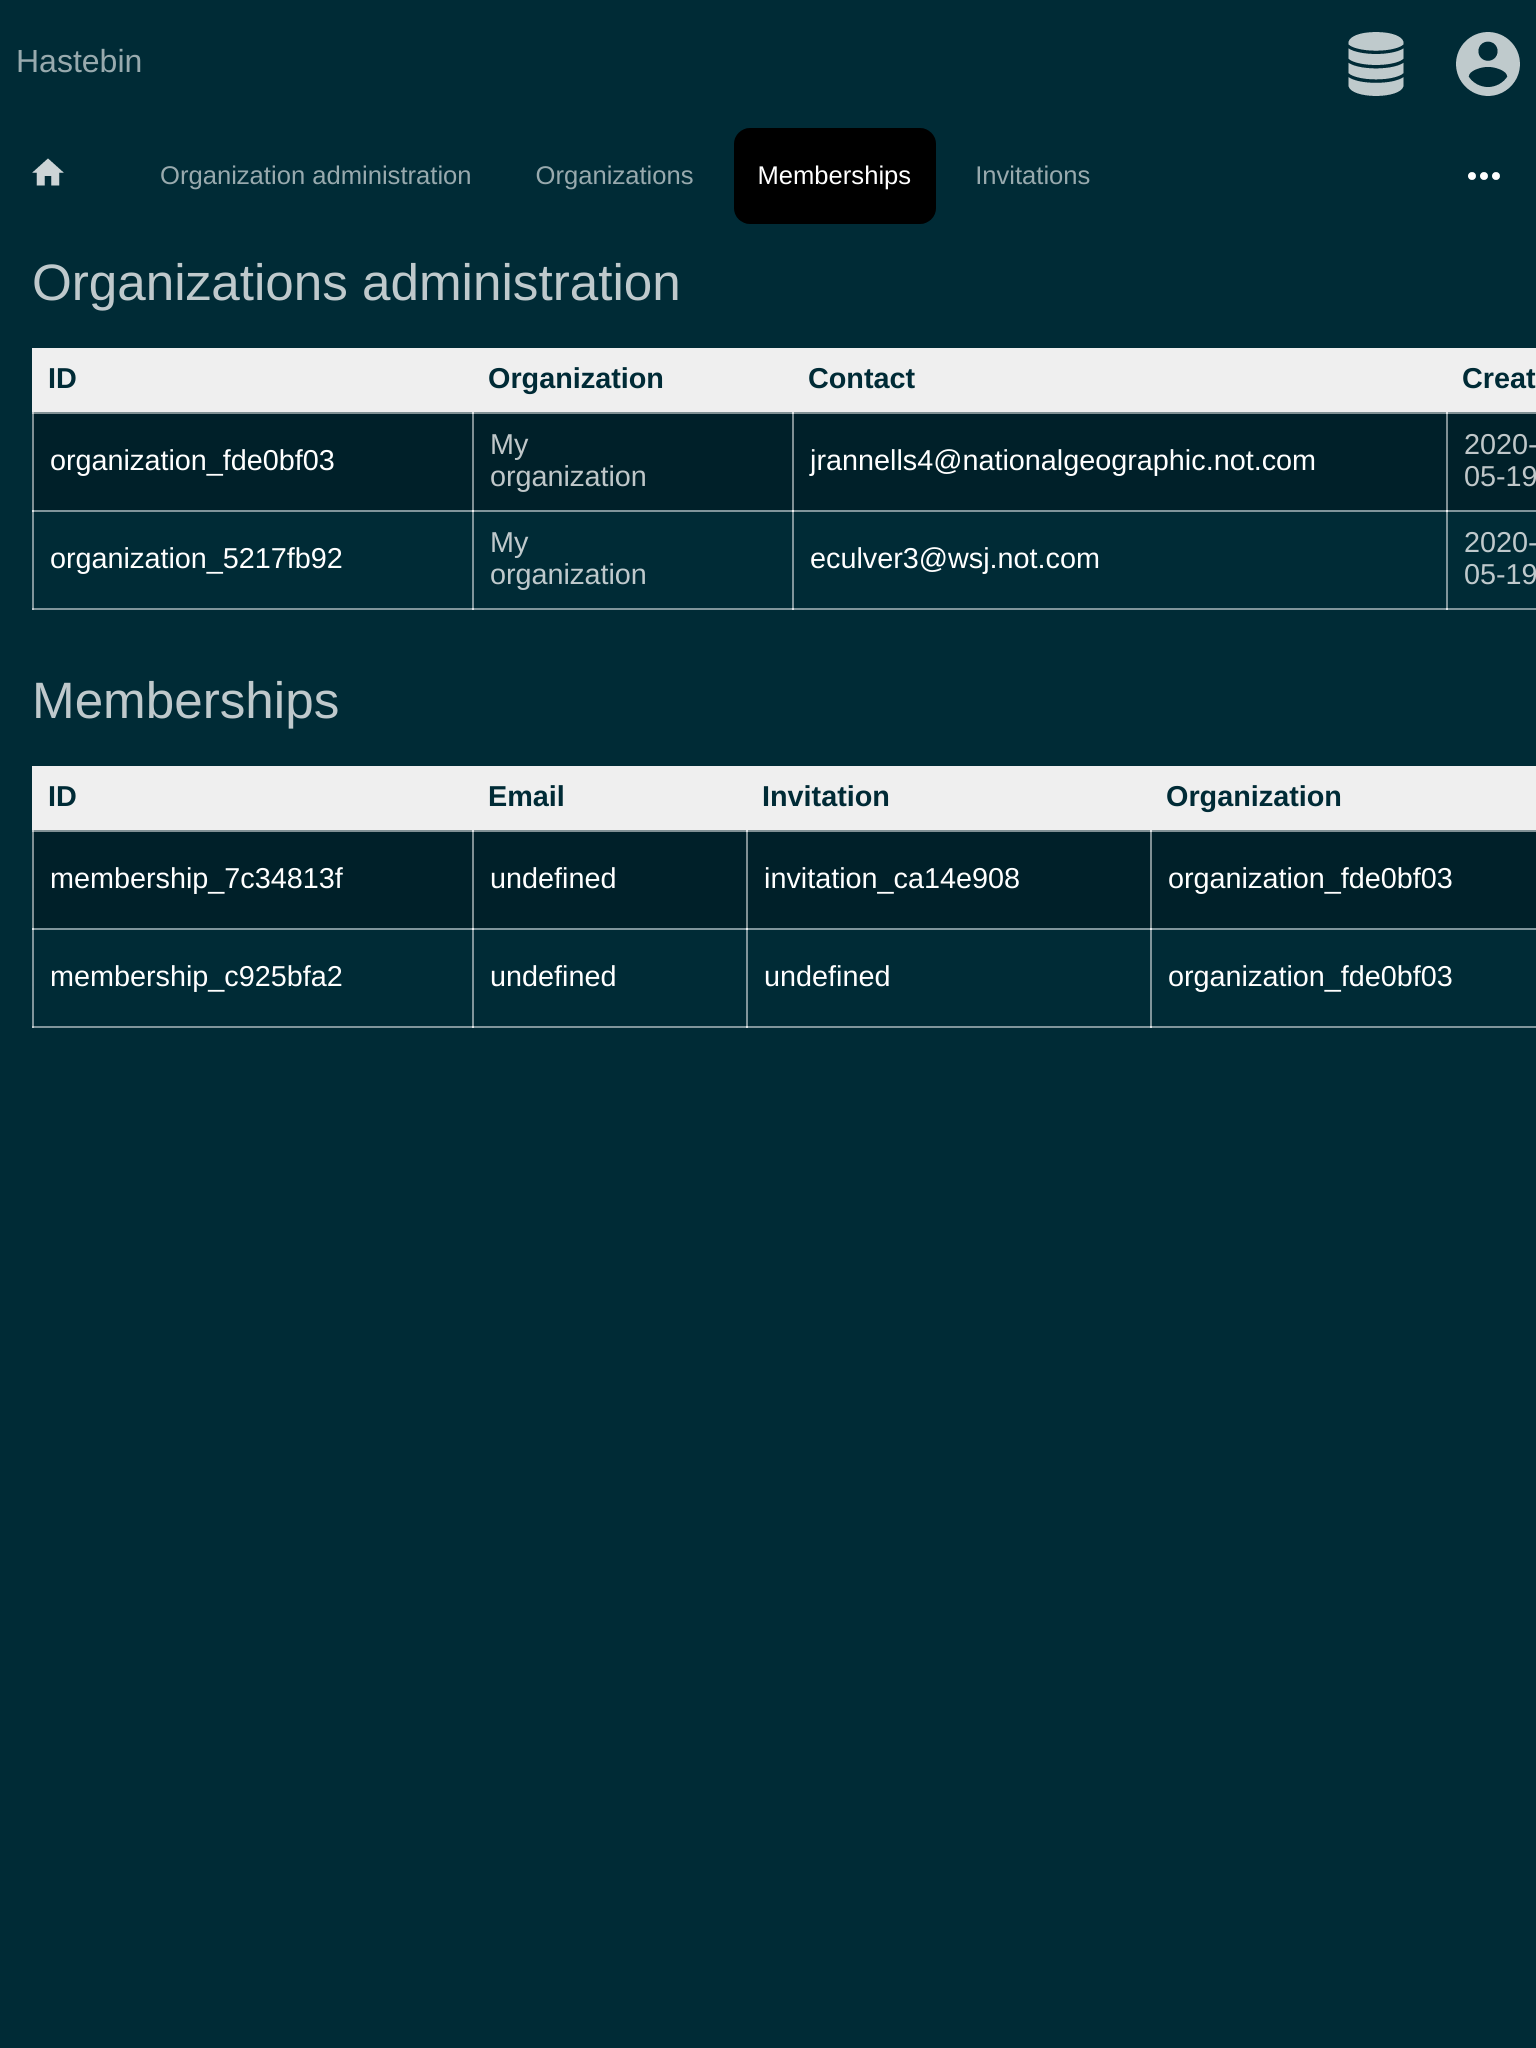 Hastebin
Organization administration Organizations Memberships Invitations
Organizations administration
ID Organization Contact Creat
organization_fde0bf03 My organization jrannells4@nationalgeographic.not.com 2020-05-19
organization_5217fb92 My organization eculver3@wsj.not.com 2020-05-19
Memberships
ID Email Invitation Organization
membership_7c34813f undefined invitation_ca14e908 organization_fde0bf03
membership_c925bfa2 undefined undefined organization_fde0bf03